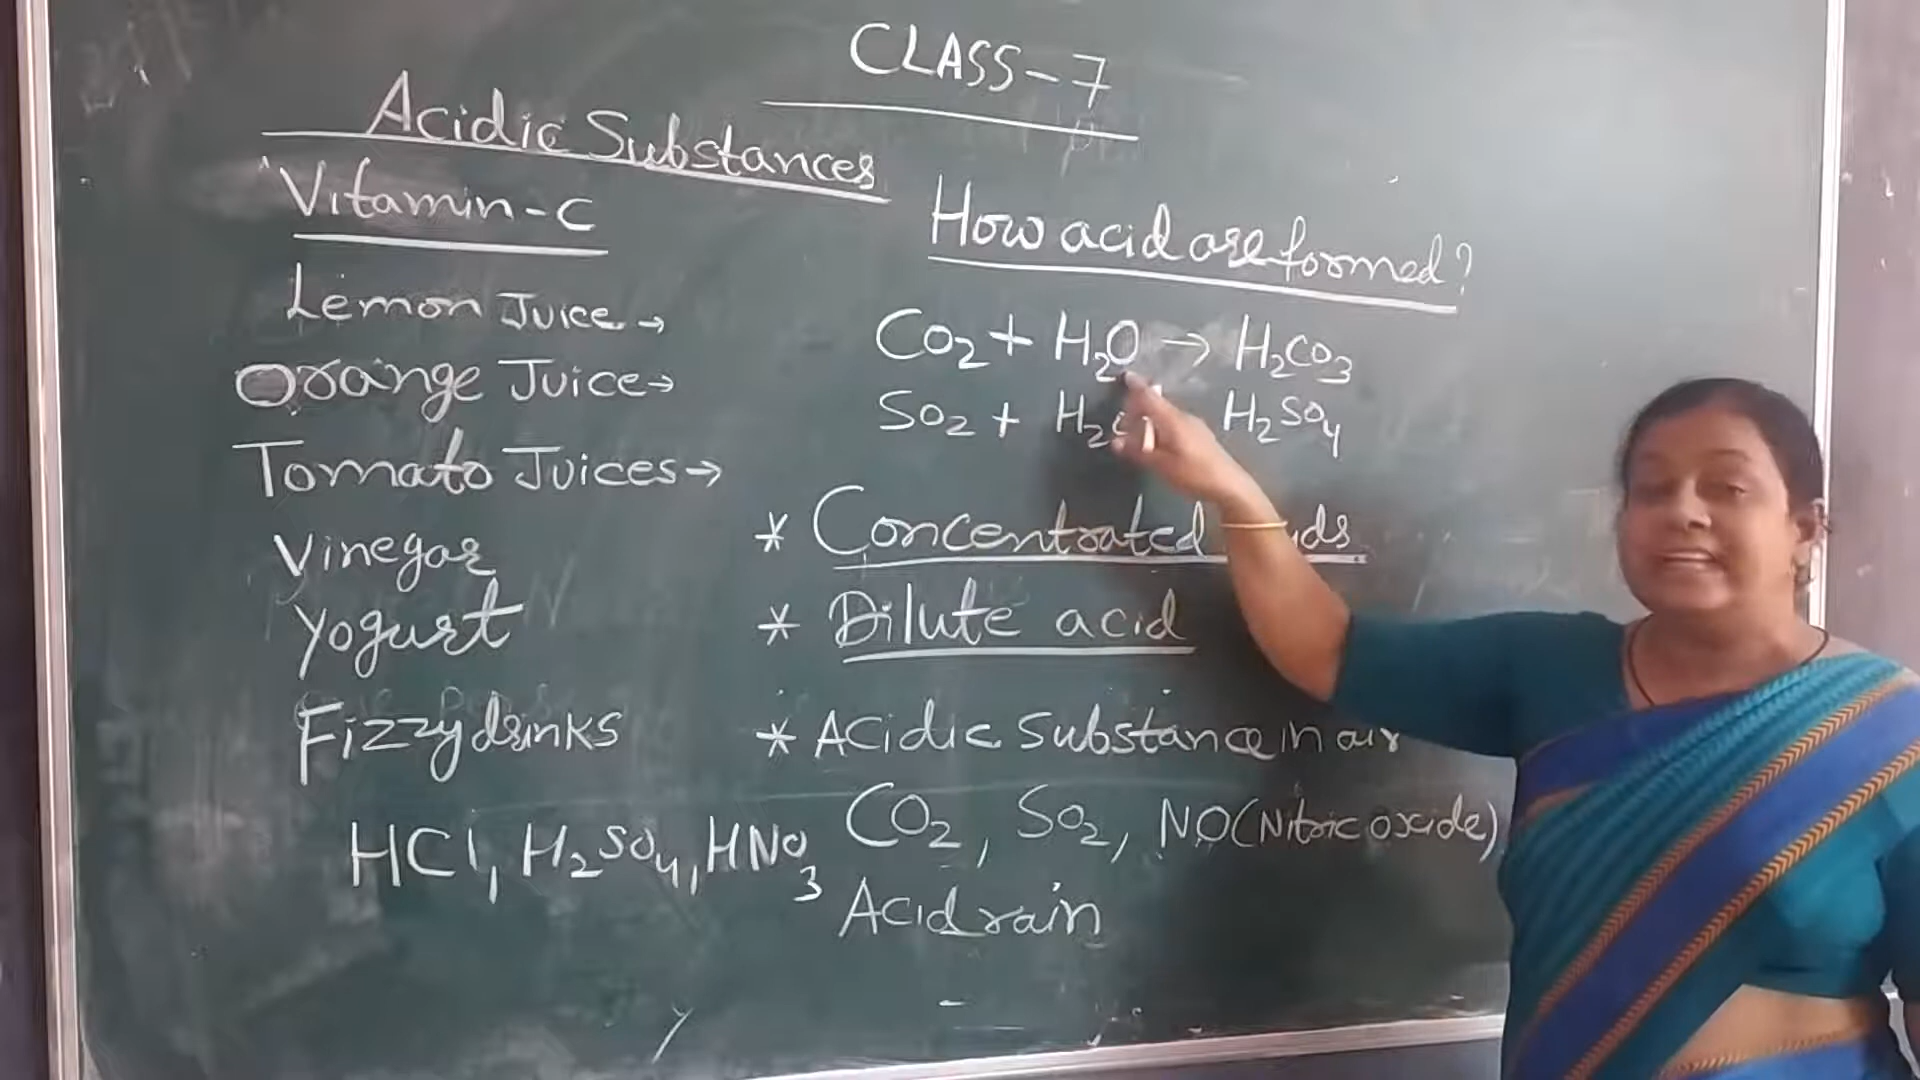 CLASS-7
Acidic Substances
Vitamin-C
Lemon Juice→
Orange Juice→
Tomato Juices→
Vinegar
Yogurt
Fizzy drinks
HCl, H₂SO₄, HNO₃
How acid are formed?
CO₂ + H₂O → H₂CO₃
SO₂ + H₂ H₂SO₄
* Concentrated
* Dilute acid
* Acidic Substance in air
CO₂, SO₂, NO(Nitric oxide)
Acid rain